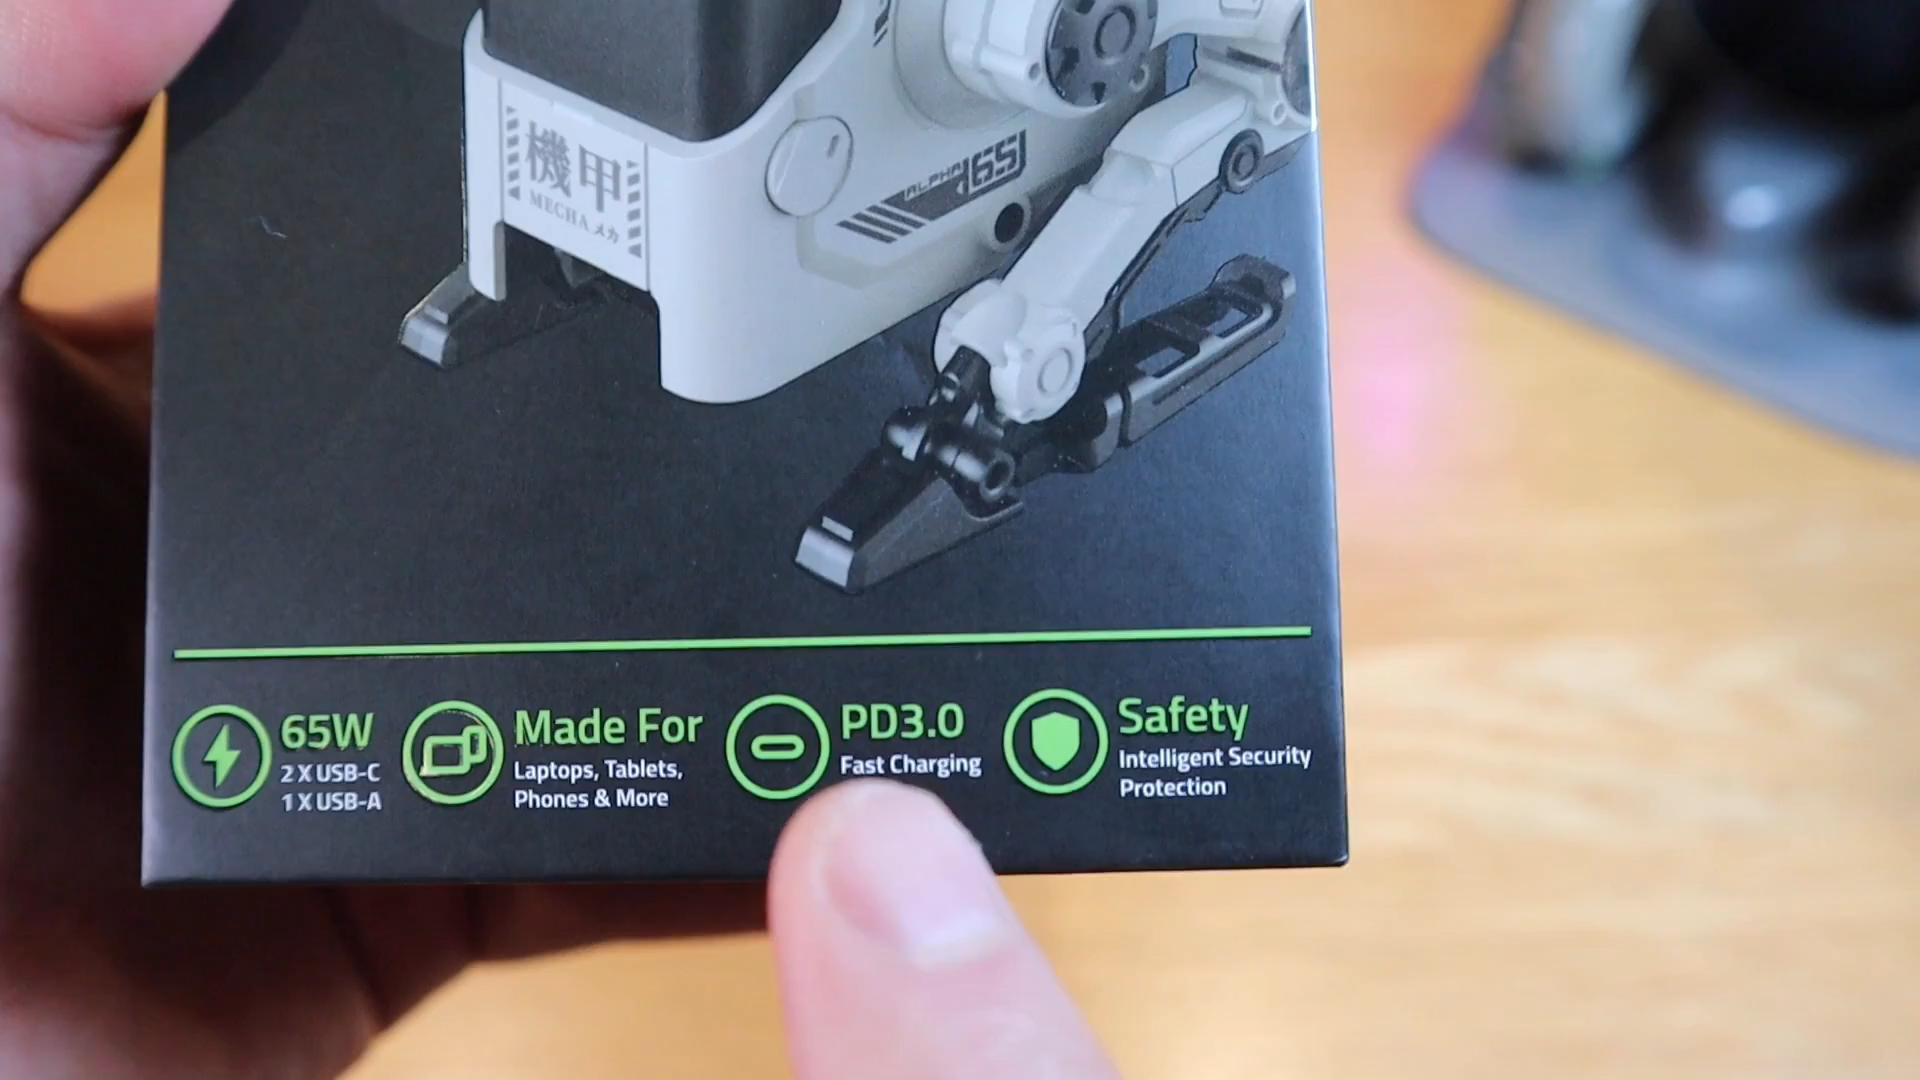 機甲
MECHA メカ
ALPHA 65
65W
2 X USB-C
1 X USB-A
Made For
Laptops, Tablets,
Phones & More
PD3.0
Fast Charging
Safety
Intelligent Security
Protection